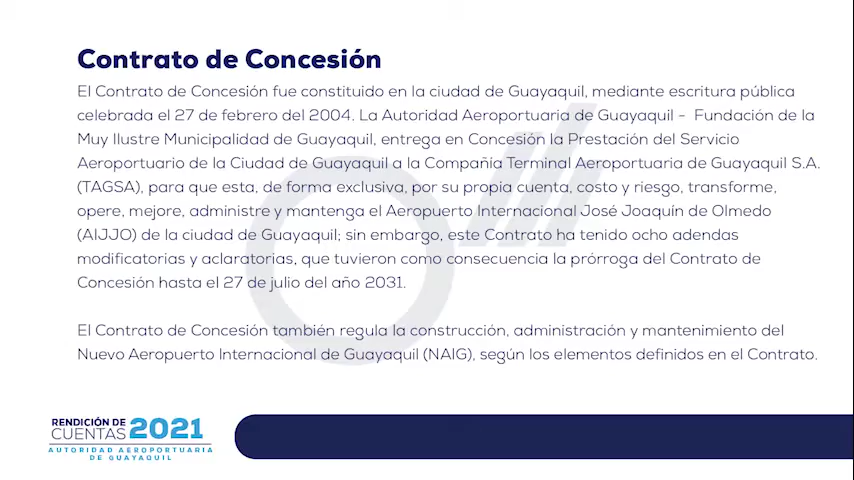 Contrato de Concesión
El Contrato de Concesión fue constituido en la ciudad de Guayaquil, mediante escritura pública
celebrada el 27 de febrero del 2004. La Autoridad Aeroportuaria de Guayaquil - Fundación de la
Muy Ilustre Municipalidad de Guayaquil, entrega en Concesión la Prestación del Servicio
Aeroportuario de la Ciudad de Guayaquil a la Compañía Terminal Aeroportuaria de Guayaquil S.A.
(TAGSA), para que esta, de forma exclusiva, por su propia cuenta, costo y riesgo, transforme,
opere, mejore, administre y mantenga el Aeropuerto Internacional José Joaquín de Olmedo
(AIJJO) de la ciudad de Guayaquil; sin embargo, este Contrato ha tenido ocho adendas
modificatorias y aclaratorias, que tuvieron como consecuencia la prórroga del Contrato de
Concesión hasta el 27 de julio del año 2031.
El Contrato de Concesión también regula la construcción, administración y mantenimiento del
Nuevo Aeropuerto Internacional de Guayaquil (NAIG), según los elementos definidos en el Contrato.
RENDICIÓN DE
CUENTAS 2021
AUTORIDAD AEROPORTUARIA
DE GUAYAQUIL